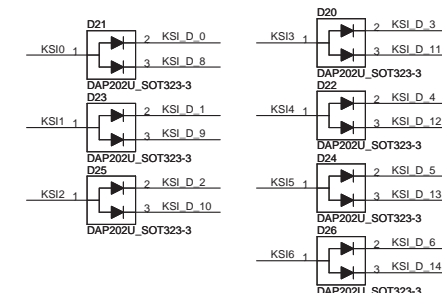 D21
KSI0 1 2 KSI_D_0
3 KSI_D_8
DAP202U_SOT323-3
D23
KSI1 1 2 KSI_D_1
3 KSI_D_9
DAP202U_SOT323-3
D25
KSI2 1 2 KSI_D_2
3 KSI_D_10
DAP202U_SOT323-3
D20
KSI3 1 2 KSI_D_3
3 KSI_D_11
DAP202U_SOT323-3
D22
KSI4 1 2 KSI_D_4
3 KSI_D_12
DAP202U_SOT323-3
D24
KSI5 1 2 KSI_D_5
3 KSI_D_13
DAP202U_SOT323-3
D26
KSI6 1 2 KSI_D_6
3 KSI_D_14
DAP202U_SOT323-3